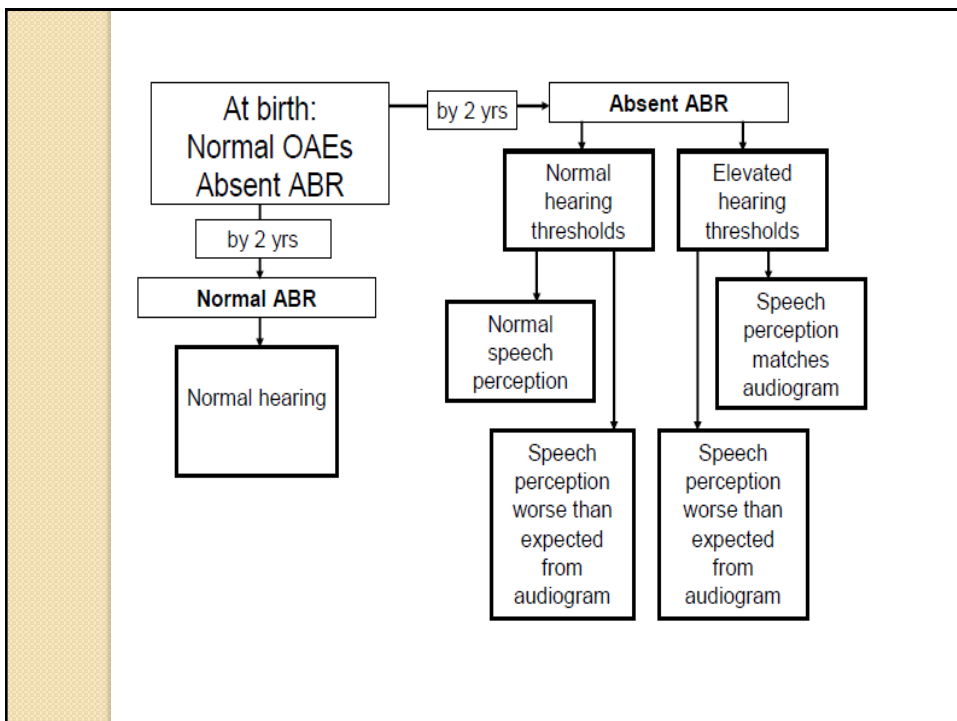 At birth:
Normal OAEs
Absent ABR
by 2 yrs
Absent ABR
Normal
hearing
thresholds
Elevated
hearing
thresholds
by 2 yrs
Normal ABR
Normal
speech
perception
Speech
perception
matches
audiogram
Normal hearing
Speech
perception
worse than
expected
from
audiogram
Speech
perception
worse than
expected
from
audiogram